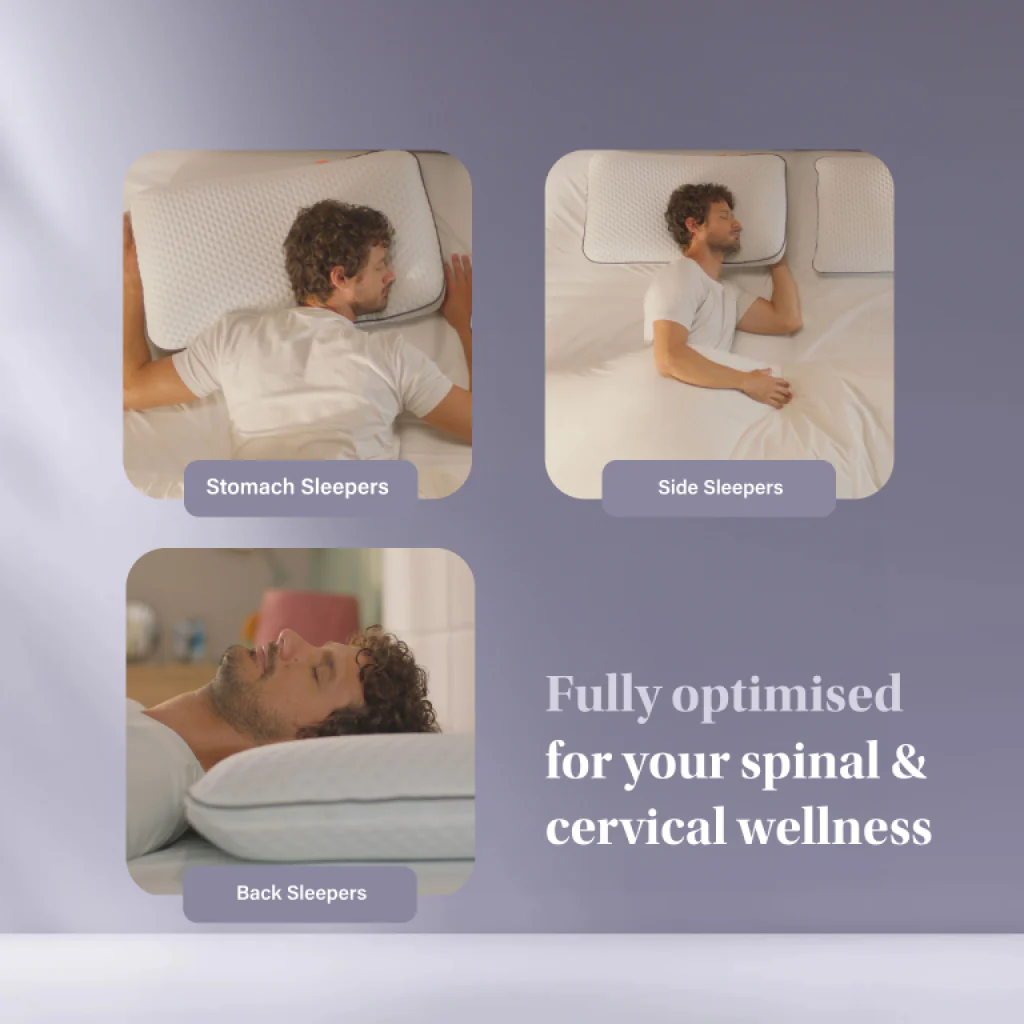 Stomach Sleepers
Side Sleepers
Back Sleepers
Fully optimised
for your spinal &
cervical wellness